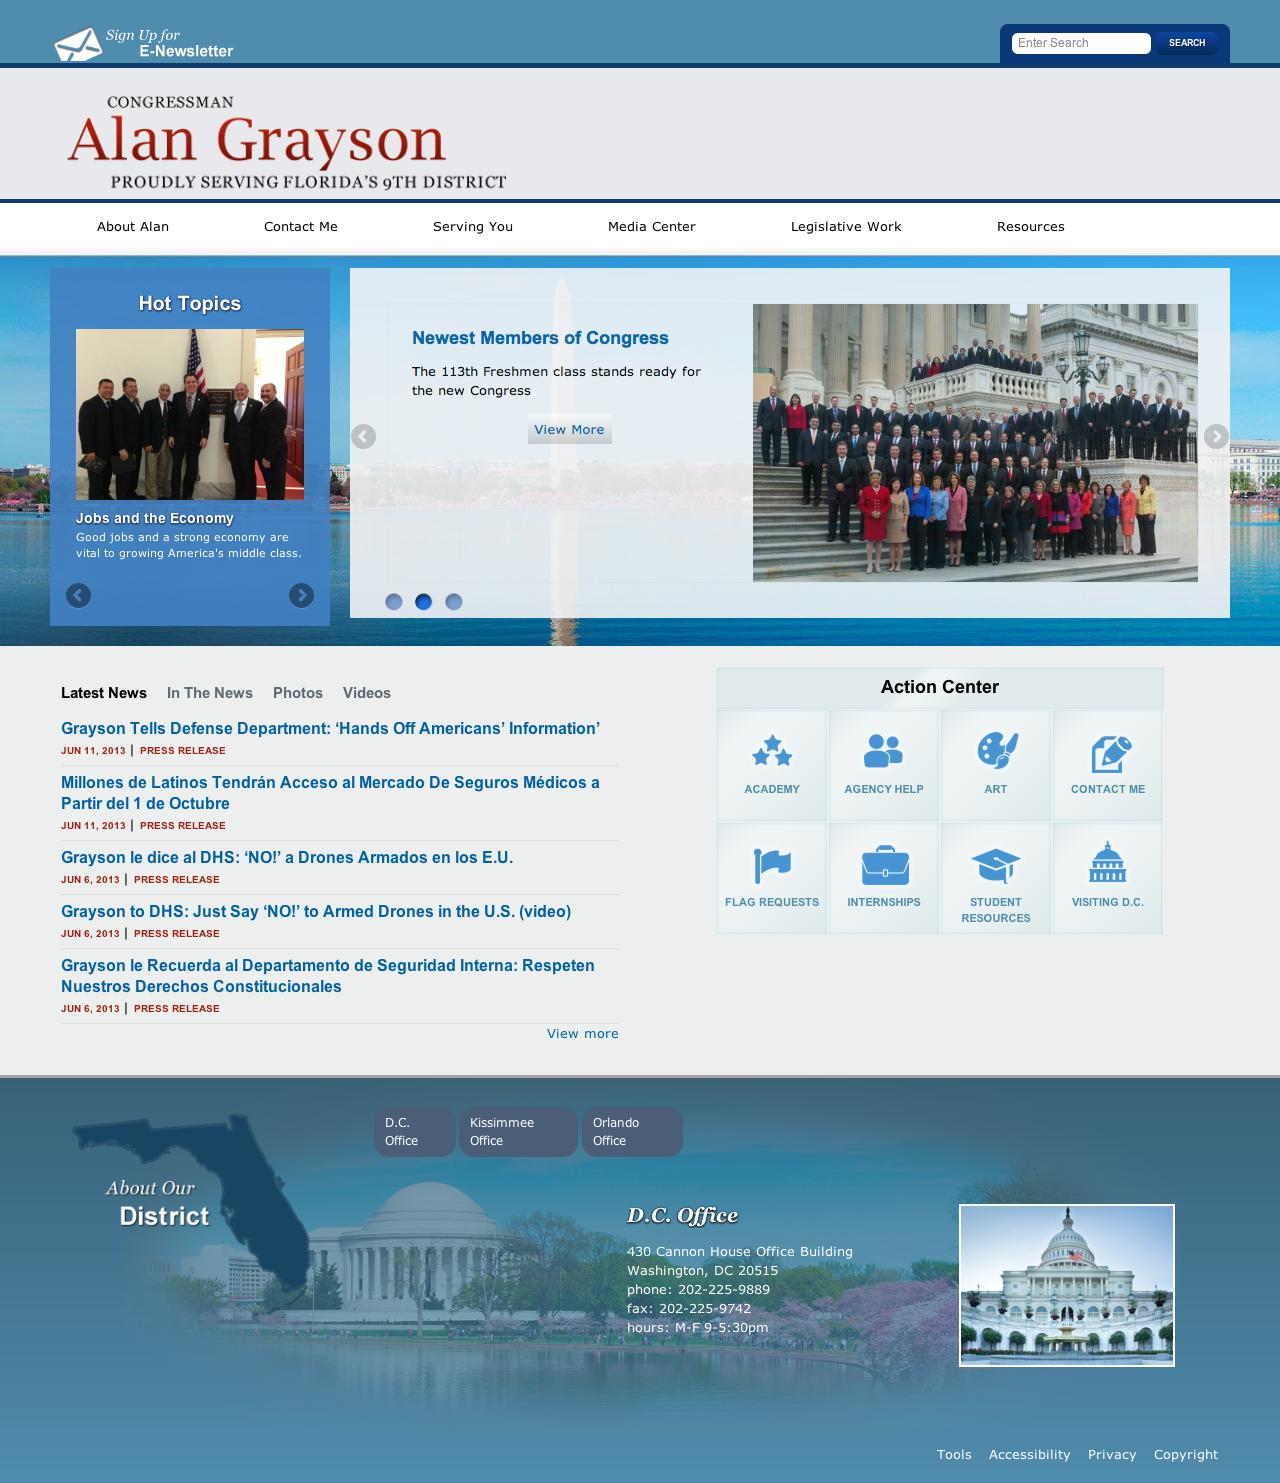 Sign Up for
E-Newsletter
Enter Search
SEARCH
CONGRESSMAN
Alan Grayson
PROUDLY SERVING FLORIDA'S 9TH DISTRICT
About Alan
Contact Me
Serving You
Media Center
Legislative Work
Resources
Hot Topics
Jobs and the Economy
Good jobs and a strong economy are
vital to growing America's middle class.
Newest Members of Congress
The 113th Freshmen class stands ready for
the new Congress
View More
Latest News
In The News
Photos
Videos
Grayson Tells Defense Department: ‘Hands Off Americans’ Information’
JUN 11, 2013 | PRESS RELEASE
Millones de Latinos Tendrán Acceso al Mercado De Seguros Médicos a
Partir del 1 de Octubre
JUN 11, 2013 | PRESS RELEASE
Grayson le dice al DHS: ‘NO!’ a Drones Armados en los E.U.
JUN 6, 2013 | PRESS RELEASE
Grayson to DHS: Just Say ‘NO!’ to Armed Drones in the U.S. (video)
JUN 6, 2013 | PRESS RELEASE
Grayson le Recuerda al Departamento de Seguridad Interna: Respeten
Nuestros Derechos Constitucionales
JUN 6, 2013 | PRESS RELEASE
View more
Action Center
ACADEMY
AGENCY HELP
ART
CONTACT ME
FLAG REQUESTS
INTERNSHIPS
STUDENT
RESOURCES
VISITING D.C.
About Our
District
D.C.
Office
Kissimmee
Office
Orlando
Office
D.C. Office
430 Cannon House Office Building
Washington, DC 20515
phone: 202-225-9889
fax: 202-225-9742
hours: M-F 9-5:30pm
Tools
Accessibility
Privacy
Copyright